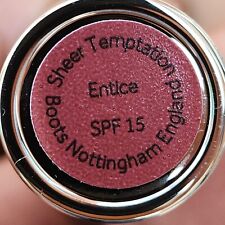 Sheer Temptation
Entice
SPF 15
Boots Nottingham England